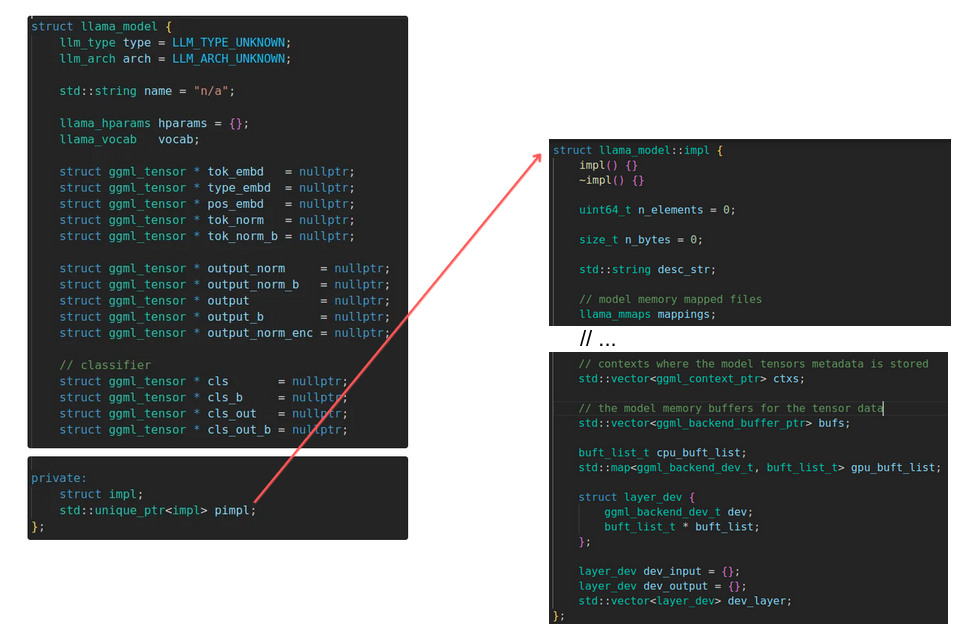 struct llama_model {
    llm_type type = LLM_TYPE_UNKNOWN;
    llm_arch arch = LLM_ARCH_UNKNOWN;

    std::string name = "n/a";

    llama_hparams hparams = {};
    llama_vocab   vocab;

    struct ggml_tensor * tok_embd   = nullptr;
    struct ggml_tensor * type_embd  = nullptr;
    struct ggml_tensor * pos_embd   = nullptr;
    struct ggml_tensor * tok_norm   = nullptr;
    struct ggml_tensor * tok_norm_b = nullptr;

    struct ggml_tensor * output_norm     = nullptr;
    struct ggml_tensor * output_norm_b   = nullptr;
    struct ggml_tensor * output          = nullptr;
    struct ggml_tensor * output_b        = nullptr;
    struct ggml_tensor * output_norm_enc = nullptr;

    // classifier
    struct ggml_tensor * cls       = nullptr;
    struct ggml_tensor * cls_b     = nullptr;
    struct ggml_tensor * cls_out   = nullptr;
    struct ggml_tensor * cls_out_b = nullptr;

private:
    struct impl;
    std::unique_ptr<impl> pimpl;
};

struct llama_model::impl {
    impl() {}
    ~impl() {}

    uint64_t n_elements = 0;

    size_t n_bytes = 0;

    std::string desc_str;

    // model memory mapped files
    llama_mmaps mappings;
    // ...
    // contexts where the model tensors metadata is stored
    std::vector<ggml_context_ptr> ctxs;

    // the model memory buffers for the tensor data
    std::vector<ggml_backend_buffer_ptr> bufs;

    buft_list_t cpu_buft_list;
    std::map<ggml_backend_dev_t, buft_list_t> gpu_buft_list;

    struct layer_dev {
        ggml_backend_dev_t dev;
        buft_list_t * buft_list;
    };

    layer_dev dev_input = {};
    layer_dev dev_output = {};
    std::vector<layer_dev> dev_layer;
};